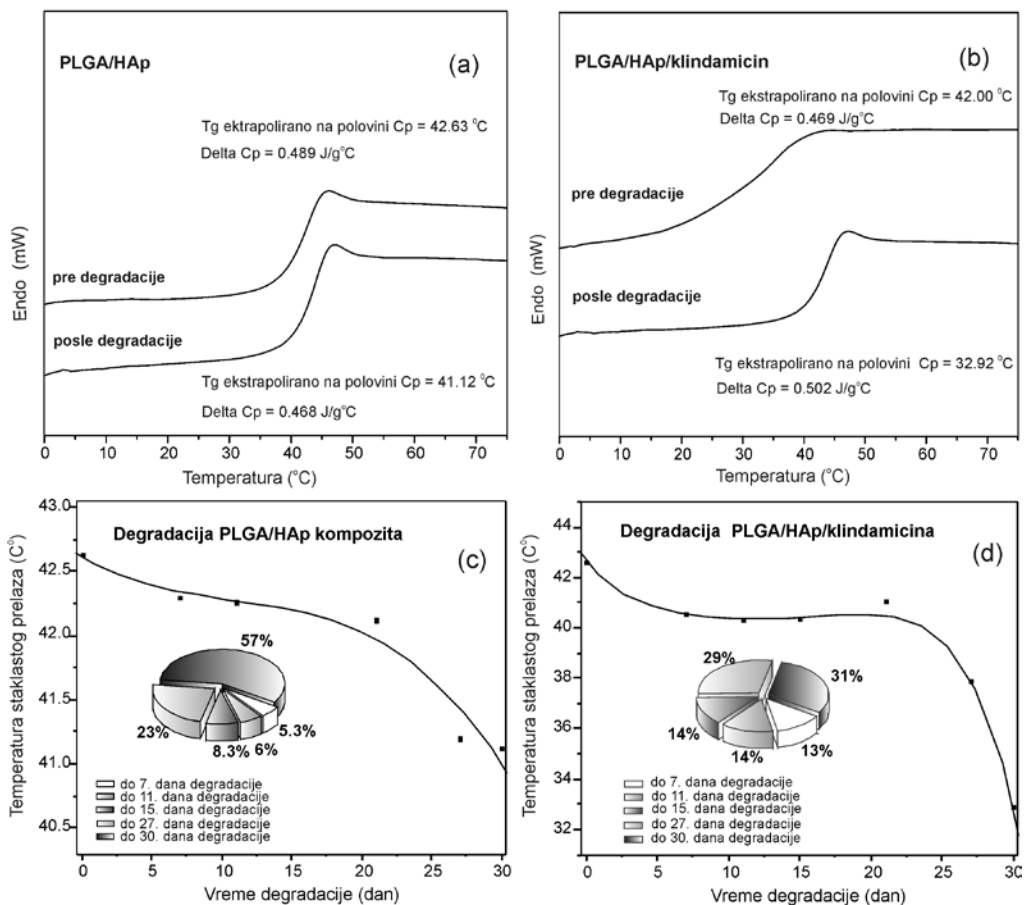 PLGA/HAp
(a)
Tg ektrapolirano na polovini Cp = 42.63 °C
Delta Cp = 0.489 J/g°C
pre degradacije
posle degradacije
Tg ekstrapolirano na polovini Cp = 41.12 °C
Delta Cp = 0.468 J/g°C
Endo (mW)
0 10 20 30 40 50 60 70
Temperatura (°C)
PLGA/HAp/klindamicin
(b)
Tg ekstrapolirano na polovini Cp = 42.00 °C
Delta Cp = 0.469 J/g°C
pre degradacije
posle degradacije
Tg ekstrapolirano na polovini Cp = 32.92 °C
Delta Cp = 0.502 J/g°C
Endo (mW)
0 10 20 30 40 50 60 70
Temperatura (°C)
Degradacija PLGA/HAp kompozita
(c)
Temperatura staklastog prelaza (C⁰)
43.0
42.5
42.0
41.5
41.0
40.5
57%
23%
8.3%
6%
5.3%
do 7. dana degradacije
do 11. dana degradacije
do 15. dana degradacije
do 27. dana degradacije
do 30. dana degradacije
0 5 10 15 20 25 30
Vreme degradacije (dan)
Degradacija PLGA/HAp/klindamicina
(d)
Temperatura staklastog prelaza (C⁰)
44
42
40
38
36
34
32
29%
31%
14%
14%
13%
do 7. dana degradacije
do 11. dana degradacije
do 15. dana degradacije
do 27. dana degradacije
do 30. dana degradacije
0 5 10 15 20 25 30
Vreme degradacije (dan)